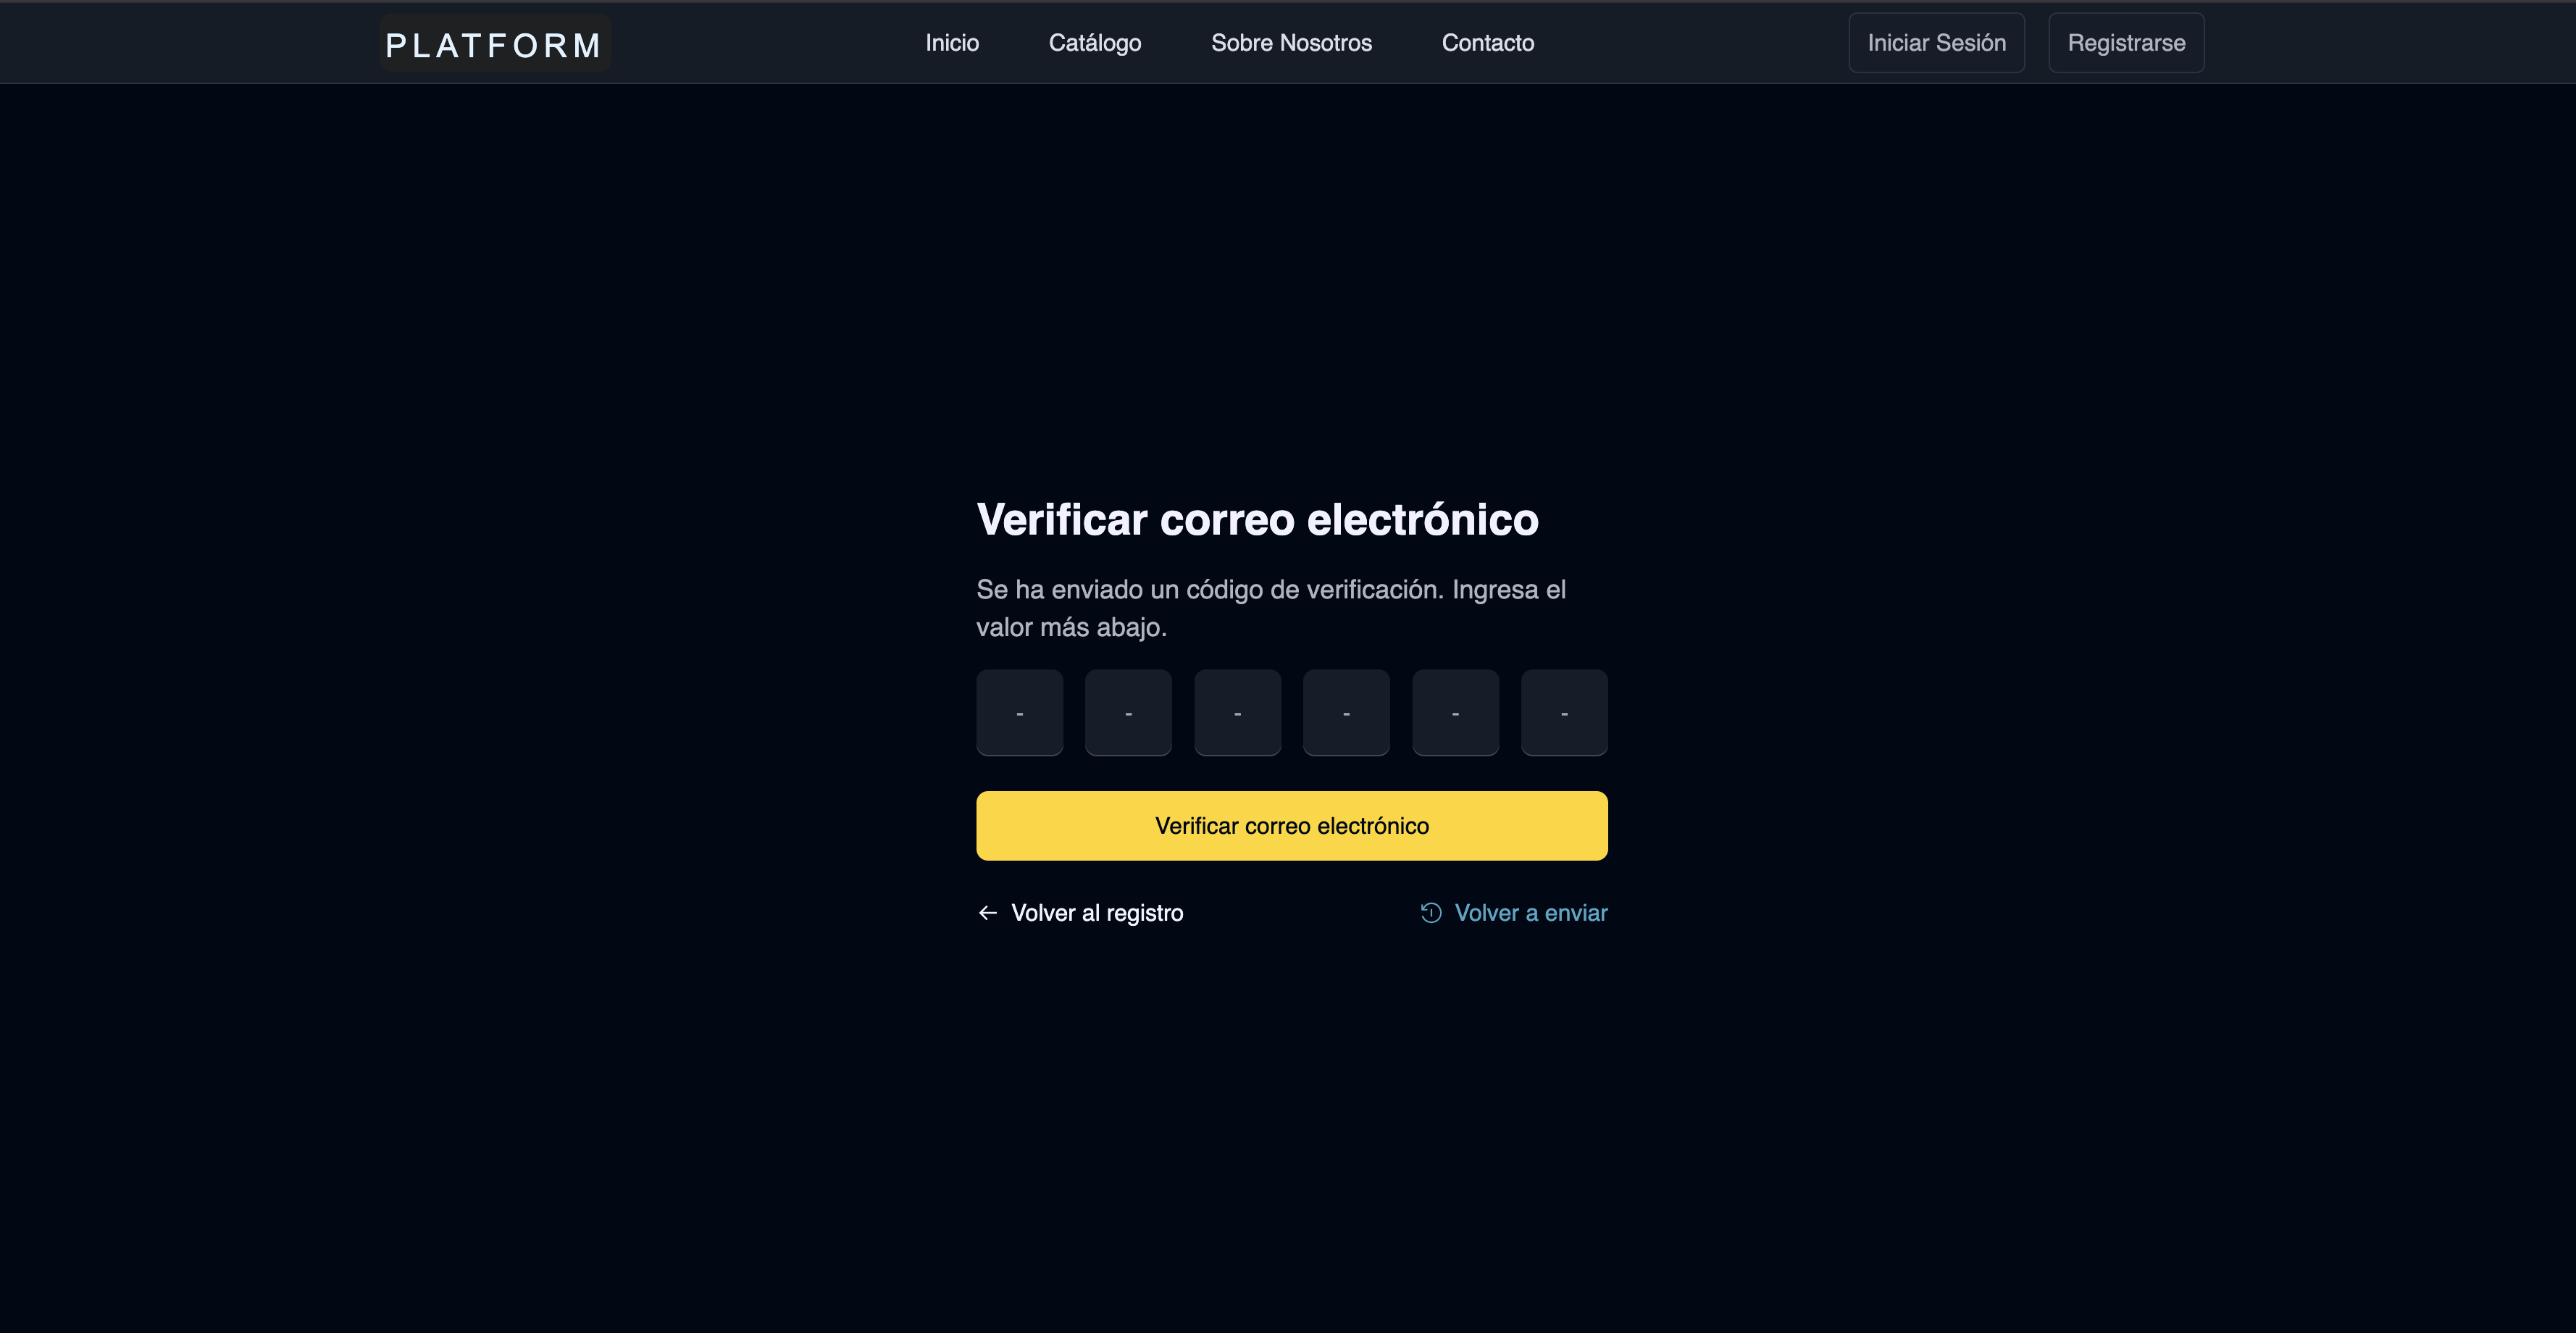 PLATFORM
Inicio
Catálogo
Sobre Nosotros
Contacto
Iniciar Sesión
Registrarse
Verificar correo electrónico
Se ha enviado un código de verificación. Ingresa el
valor más abajo.
- - - - - -
Verificar correo electrónico
Volver al registro
Volver a enviar